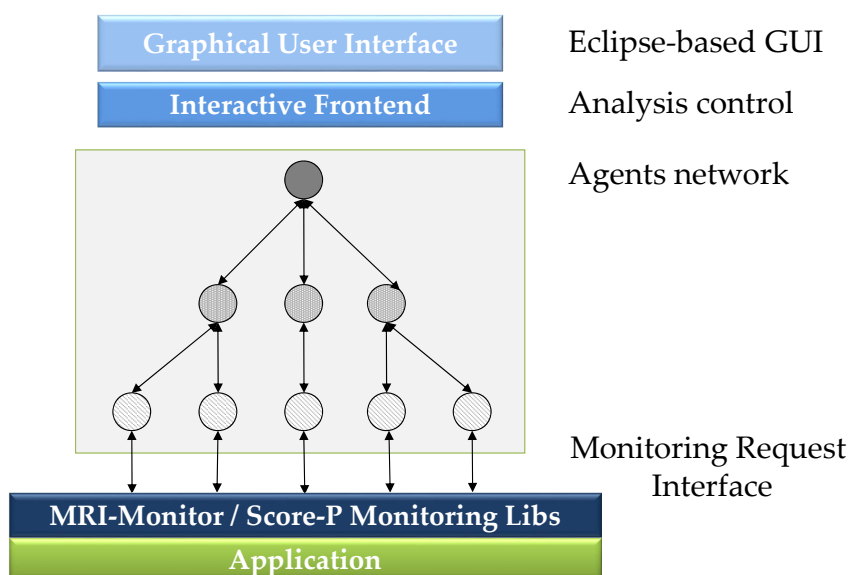 Graphical User Interface
Eclipse-based GUI
Interactive Frontend
Analysis control
Agents network
Monitoring Request
Interface
MRI-Monitor / Score-P Monitoring Libs
Application